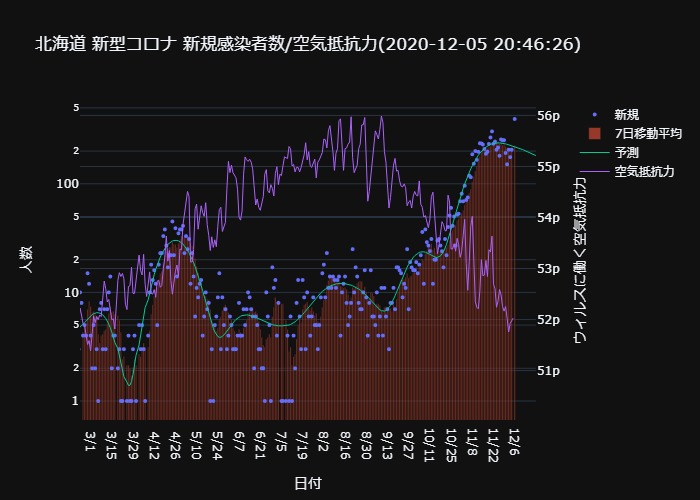 北海道 新型コロナ 新規感染者数/空気抵抗力(2020-12-05 20:46:26)
新規
7日移動平均
予測
空気抵抗力
5
2
100
5
2
10
5
2
1
56p
55p
54p
53p
52p
51p
人数
ウイルスに働く空気抵抗力
3/1 3/15 3/29 4/12 4/26 5/10 5/24 6/7 6/21 7/5 7/19 8/2 8/16 8/30 9/13 9/27 10/11 10/25 11/8 11/22 12/6
日付